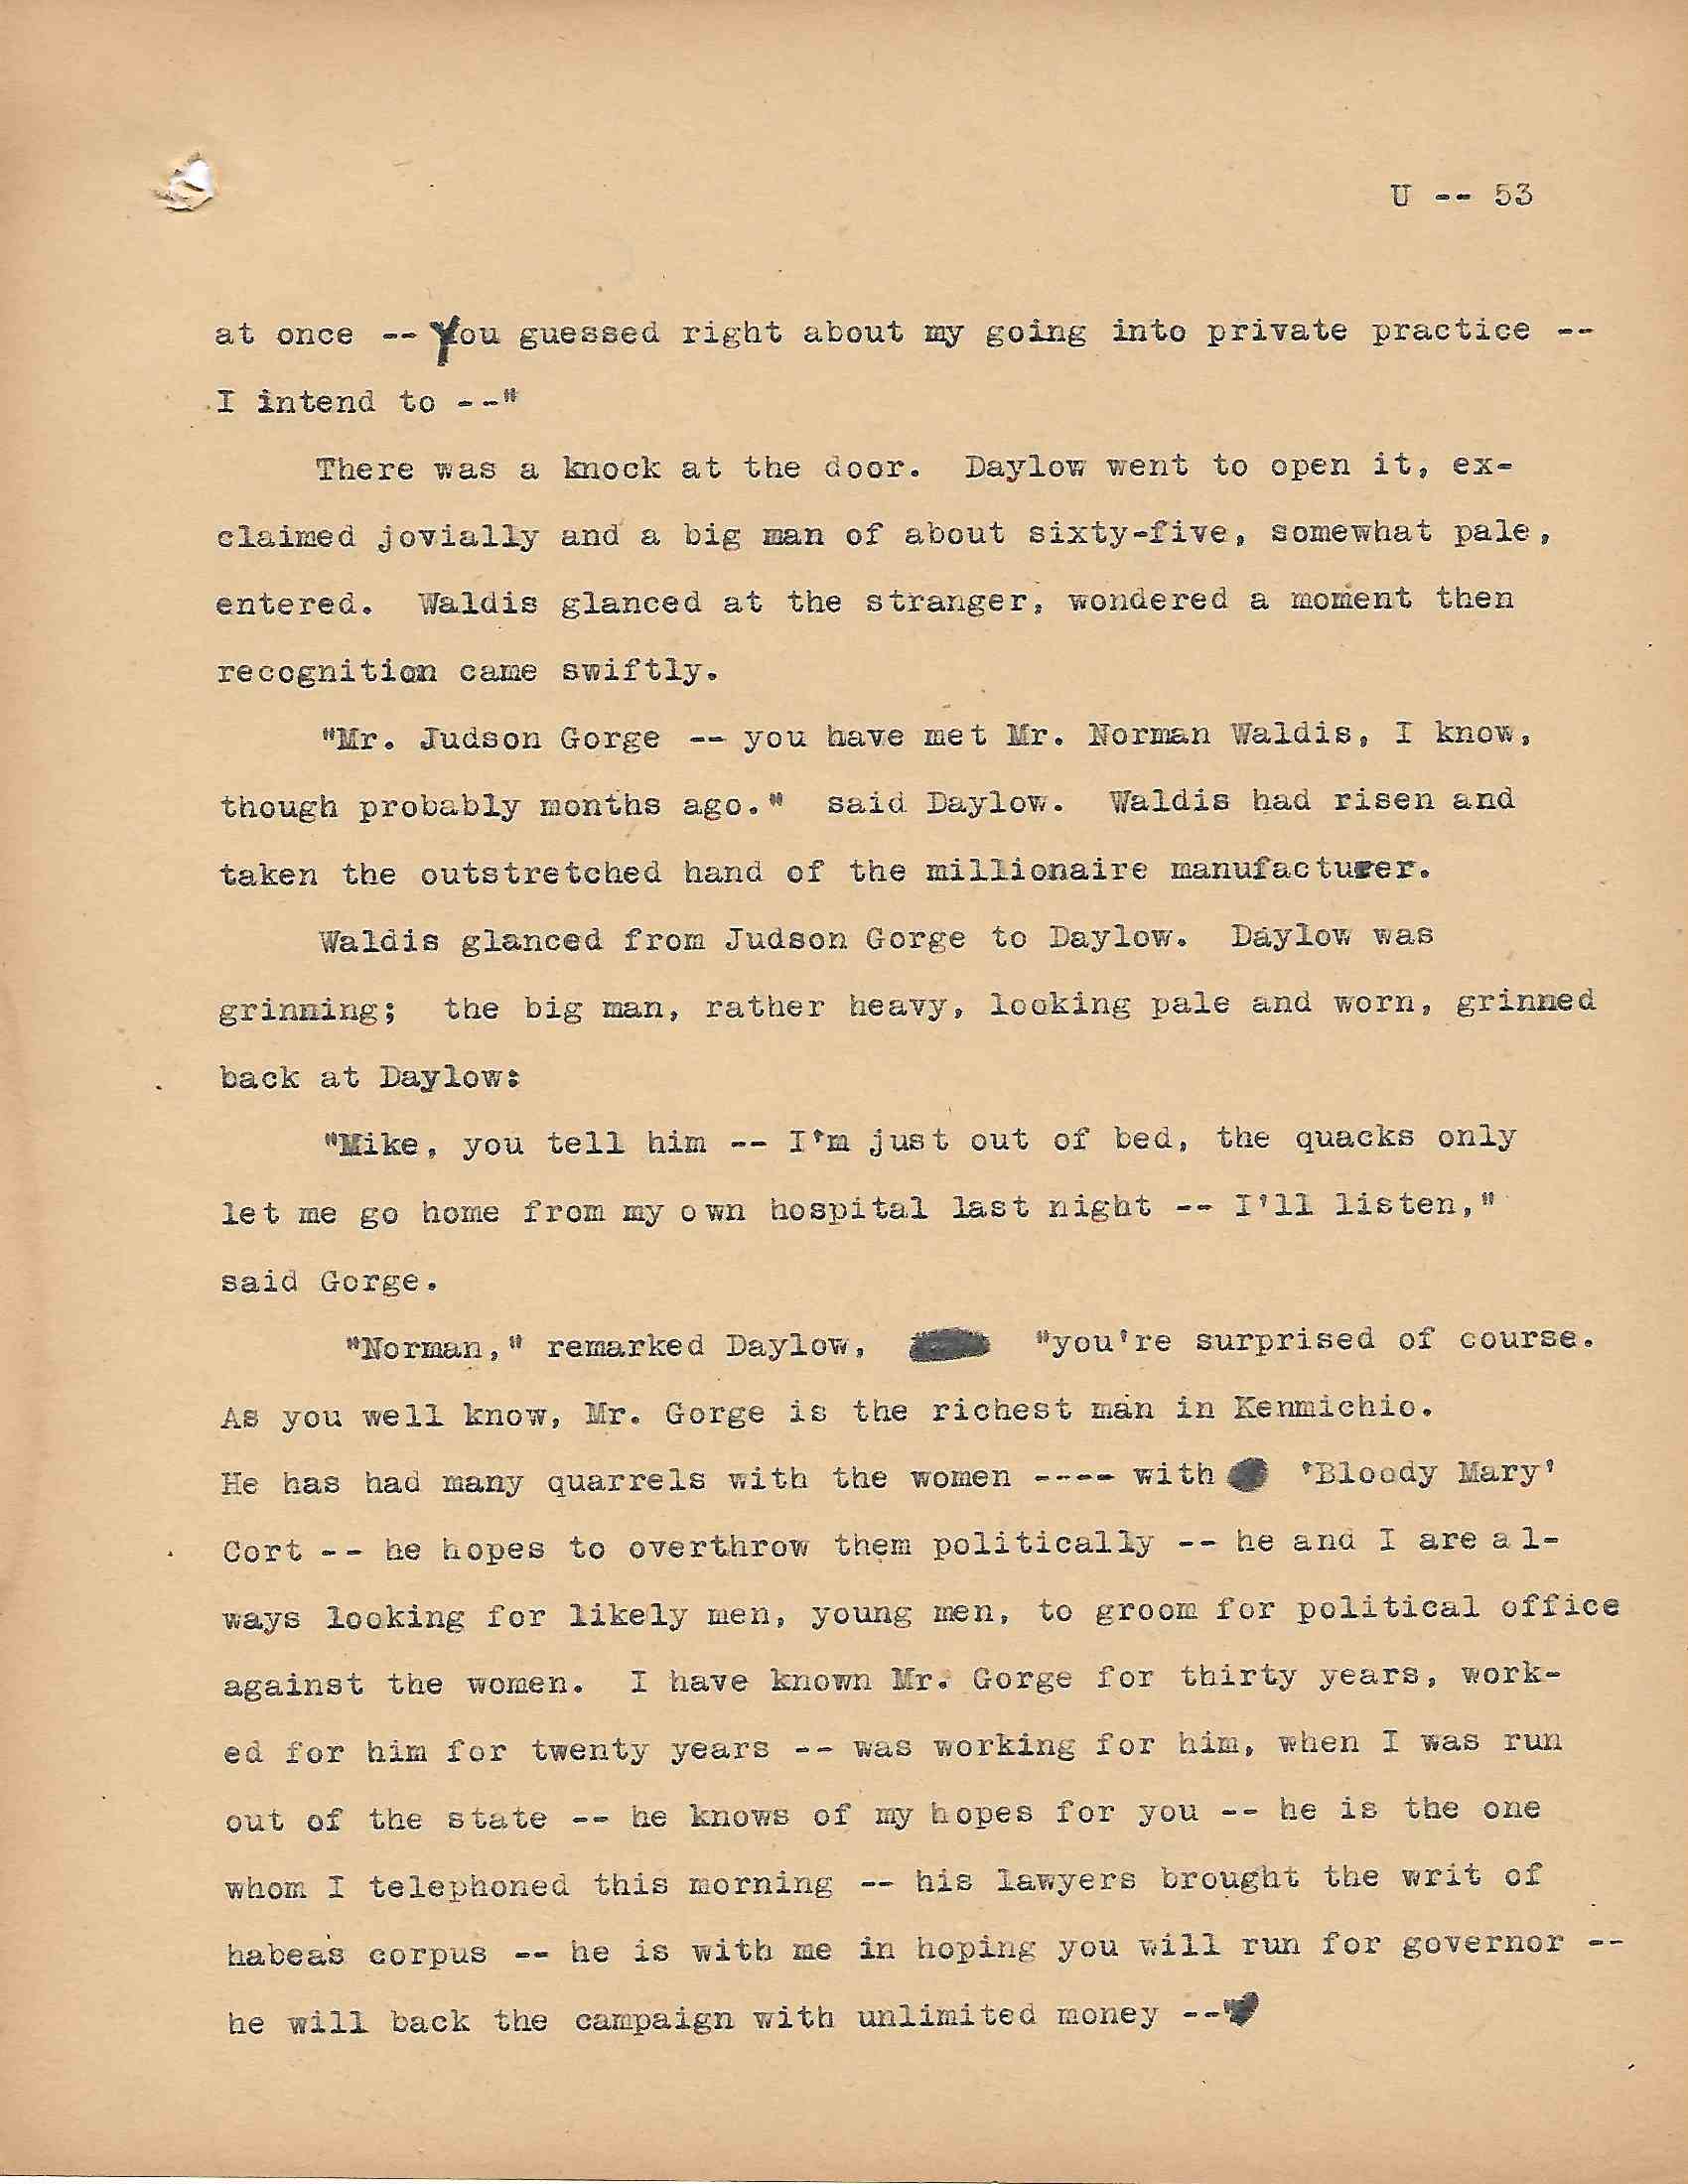 U -- 53
at once -- You guessed right about my going into private practice --
I intend to --"
There was a knock at the door.  Daylow went to open it, ex-
claimed jovially and a big man of about sixty-five, somewhat pale,
entered.  Waldis glanced at the stranger, wondered a moment then
recognition came swiftly.
"Mr. Judson Gorge -- you have met Mr. Norman Waldis, I know,
though probably months ago."  said Daylow.  Waldis had risen and
taken the outstretched hand of the millionaire manufacturer.
Waldis glanced from Judson Gorge to Daylow.  Daylow was
grinning;  the big man, rather heavy, looking pale and worn, grinned
back at Daylow:
"Mike, you tell him -- I'm just out of bed, the quacks only
let me go home from my own hospital last night -- I'll listen,"
said Gorge.
"Norman," remarked Daylow, "you're surprised of course.
As you well know, Mr. Gorge is the richest man in Kenmichio.
He has had many quarrels with the women ---- with 'Bloody Mary'
Cort -- he hopes to overthrow them politically -- he and I are al-
ways looking for likely men, young men, to groom for political office
against the women.  I have known Mr. Gorge for thirty years, work-
ed for him for twenty years -- was working for him, when I was run
out of the state -- he knows of my hopes for you -- he is the one
whom I telephoned this morning -- his lawyers brought the writ of
habeas corpus -- he is with me in hoping you will run for governor --
he will back the campaign with unlimited money --